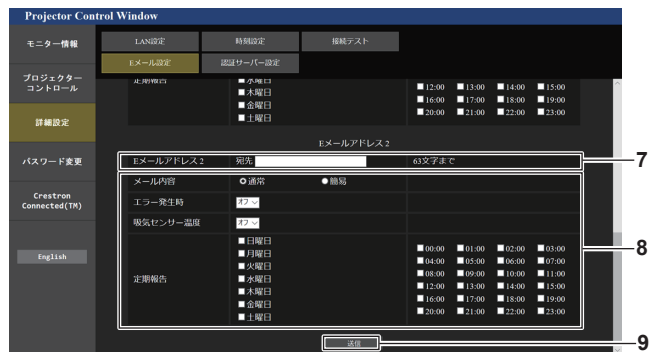 Projector Control Window
モニター情報
プロジェクター
コントロール
詳細設定
パスワード変更
Crestron
Connected(TM)
English
LAN設定 時刻設定 接続テスト
Eメール設定 認証サーバー設定
定期報告
水曜日
木曜日
金曜日
土曜日
12:00 13:00 14:00 15:00
16:00 17:00 18:00 19:00
20:00 21:00 22:00 23:00
Eメールアドレス 2
Eメールアドレス 2 宛先 63文字まで
7
メール内容 通常 簡易
エラー発生時 オフ
吸気センサー温度 オフ
定期報告
日曜日
月曜日
火曜日
水曜日
木曜日
金曜日
土曜日
00:00 01:00 02:00 03:00
04:00 05:00 06:00 07:00
08:00 09:00 10:00 11:00
12:00 13:00 14:00 15:00
16:00 17:00 18:00 19:00
20:00 21:00 22:00 23:00
8
送信
9